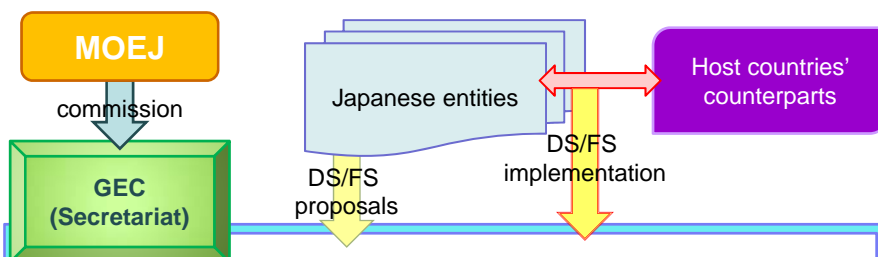 MOEJ
commission
GEC
(Secretariat)
Japanese entities
Host countries'
counterparts
DS/FS
proposals
DS/FS
implementation